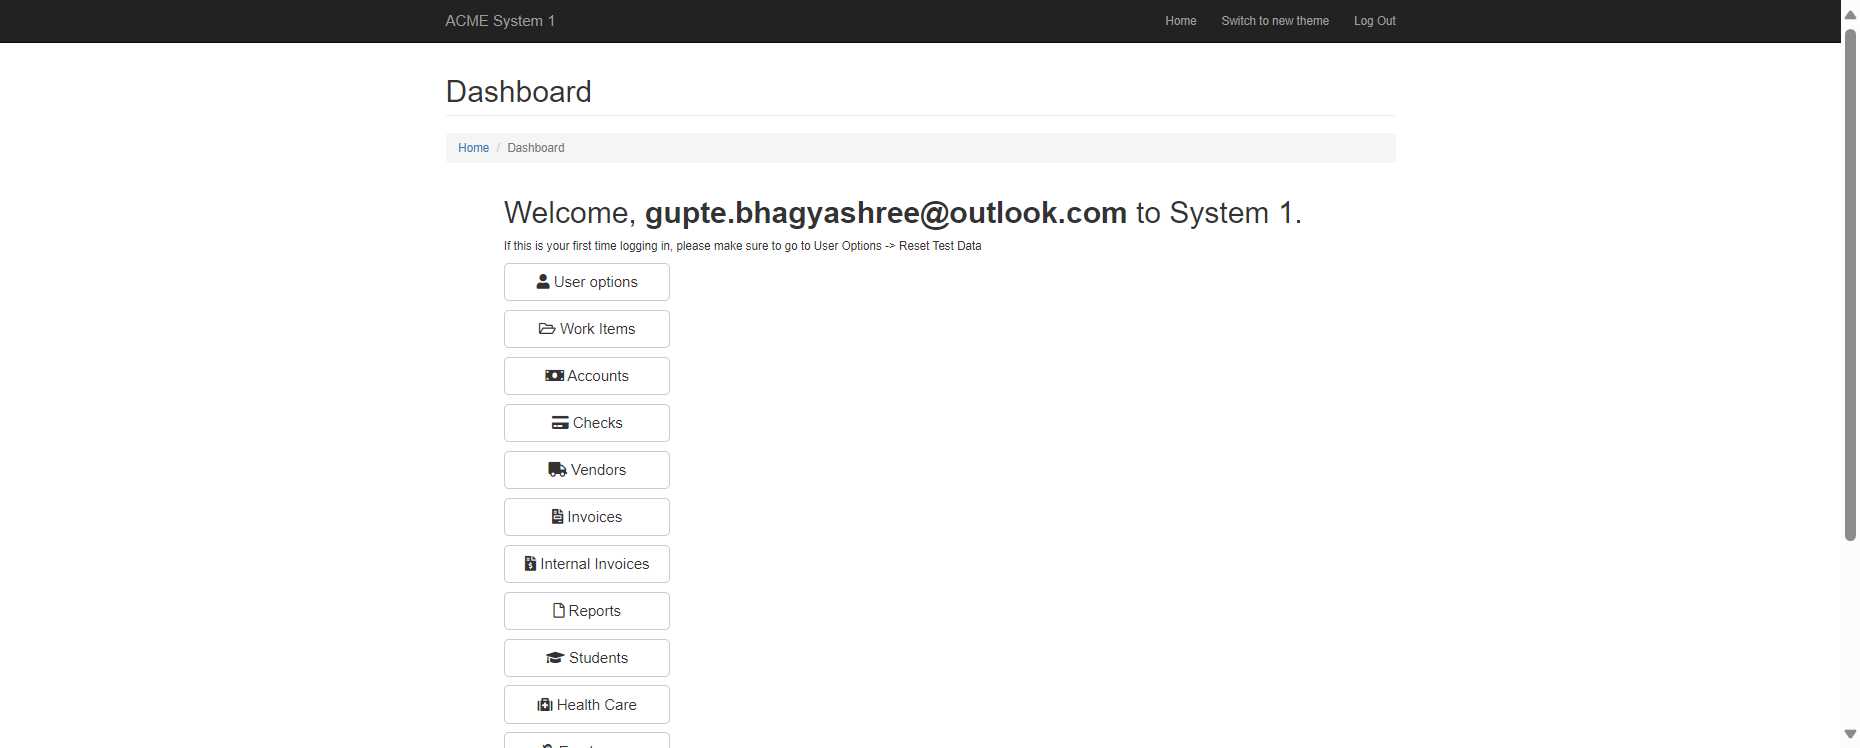 ACME System 1
Home
Switch to new theme
Log Out
Dashboard
Home / Dashboard
Welcome, gupte.bhagyashree@outlook.com to System 1.
If this is your first time logging in, please make sure to go to User Options -> Reset Test Data
User options
Work Items
Accounts
Checks
Vendors
Invoices
Internal Invoices
Reports
Students
Health Care